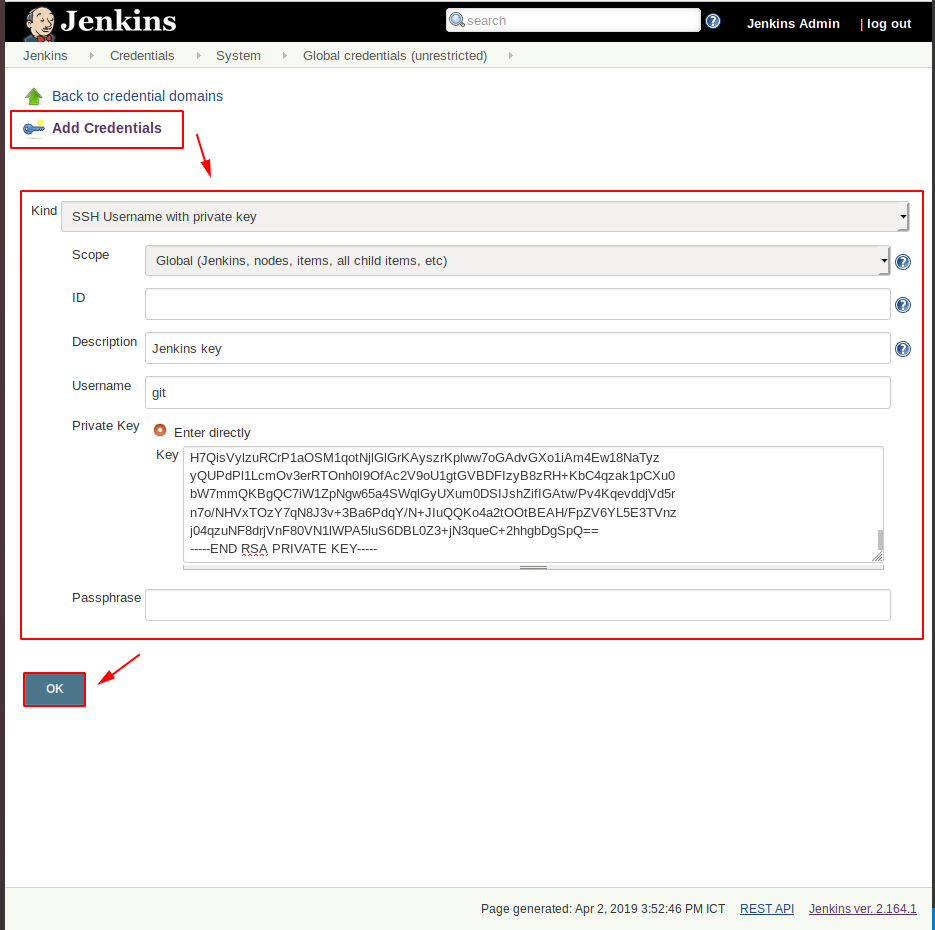 Jenkins
search
Jenkins Admin | log out
Jenkins Credentials System Global credentials (unrestricted)
Back to credential domains
Add Credentials
Kind SSH Username with private key
Scope Global (Jenkins, nodes, items, all child items, etc)
ID
Description Jenkins key
Username git
Private Key Enter directly
Key
H7QisVylzuRCrP1aOSM1qotNjlGlGrKAyszrKplww7oGAdvGXo1iAm4Ew18NaTyz
yQUPdPl1LcmOv3erRTOnh0I9OfAc2V9oU1gtGVBDFIzyB8zRH+KbC4qzak1pCXu0
bW7mmQKBgQC7iW1ZpNgw65a4SWqlGyUXum0DSIJshZifIGAtw/Pv4KqevddjVd5r
n7o/NHVxTOzY7qN8J3v+3Ba6PdqY/N+JIuQQKo4a2tOOtBEAH/FpZV6YL5E3TVnz
j04qzuNF8drjVnF80VN1lWPA5luS6DBL0Z3+jN3queC+2hhgbDgSpQ==
-----END RSA PRIVATE KEY-----
Passphrase
OK
Page generated: Apr 2, 2019 3:52:46 PM ICT REST API Jenkins ver. 2.164.1